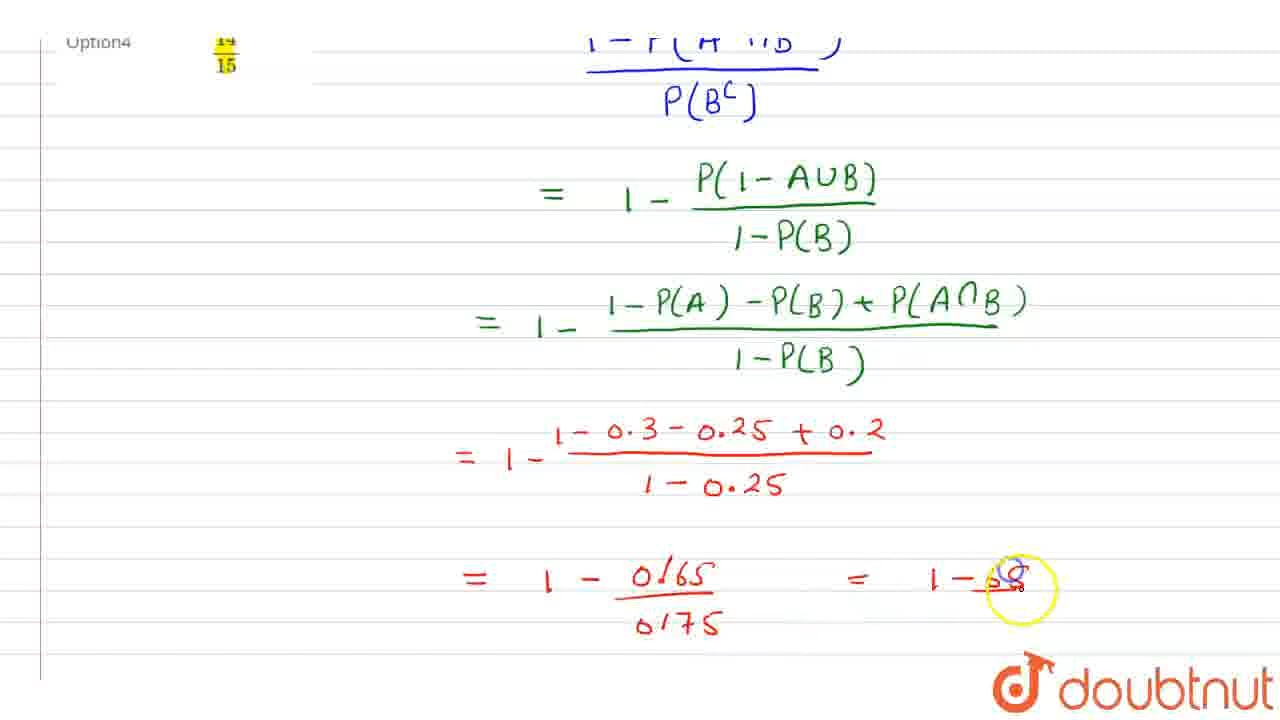 Option4 14/15
P(B^C)
= 1 - P(1 - A∪B) / 1 - P(B)
= 1 - 1 - P(A) - P(B) + P(A∩B) / 1 - P(B)
= 1 - 1 - 0.3 - 0.25 + 0.2 / 1 - 0.25
= 1 - 0.65 / 0.75 = 1 -
doubtnut